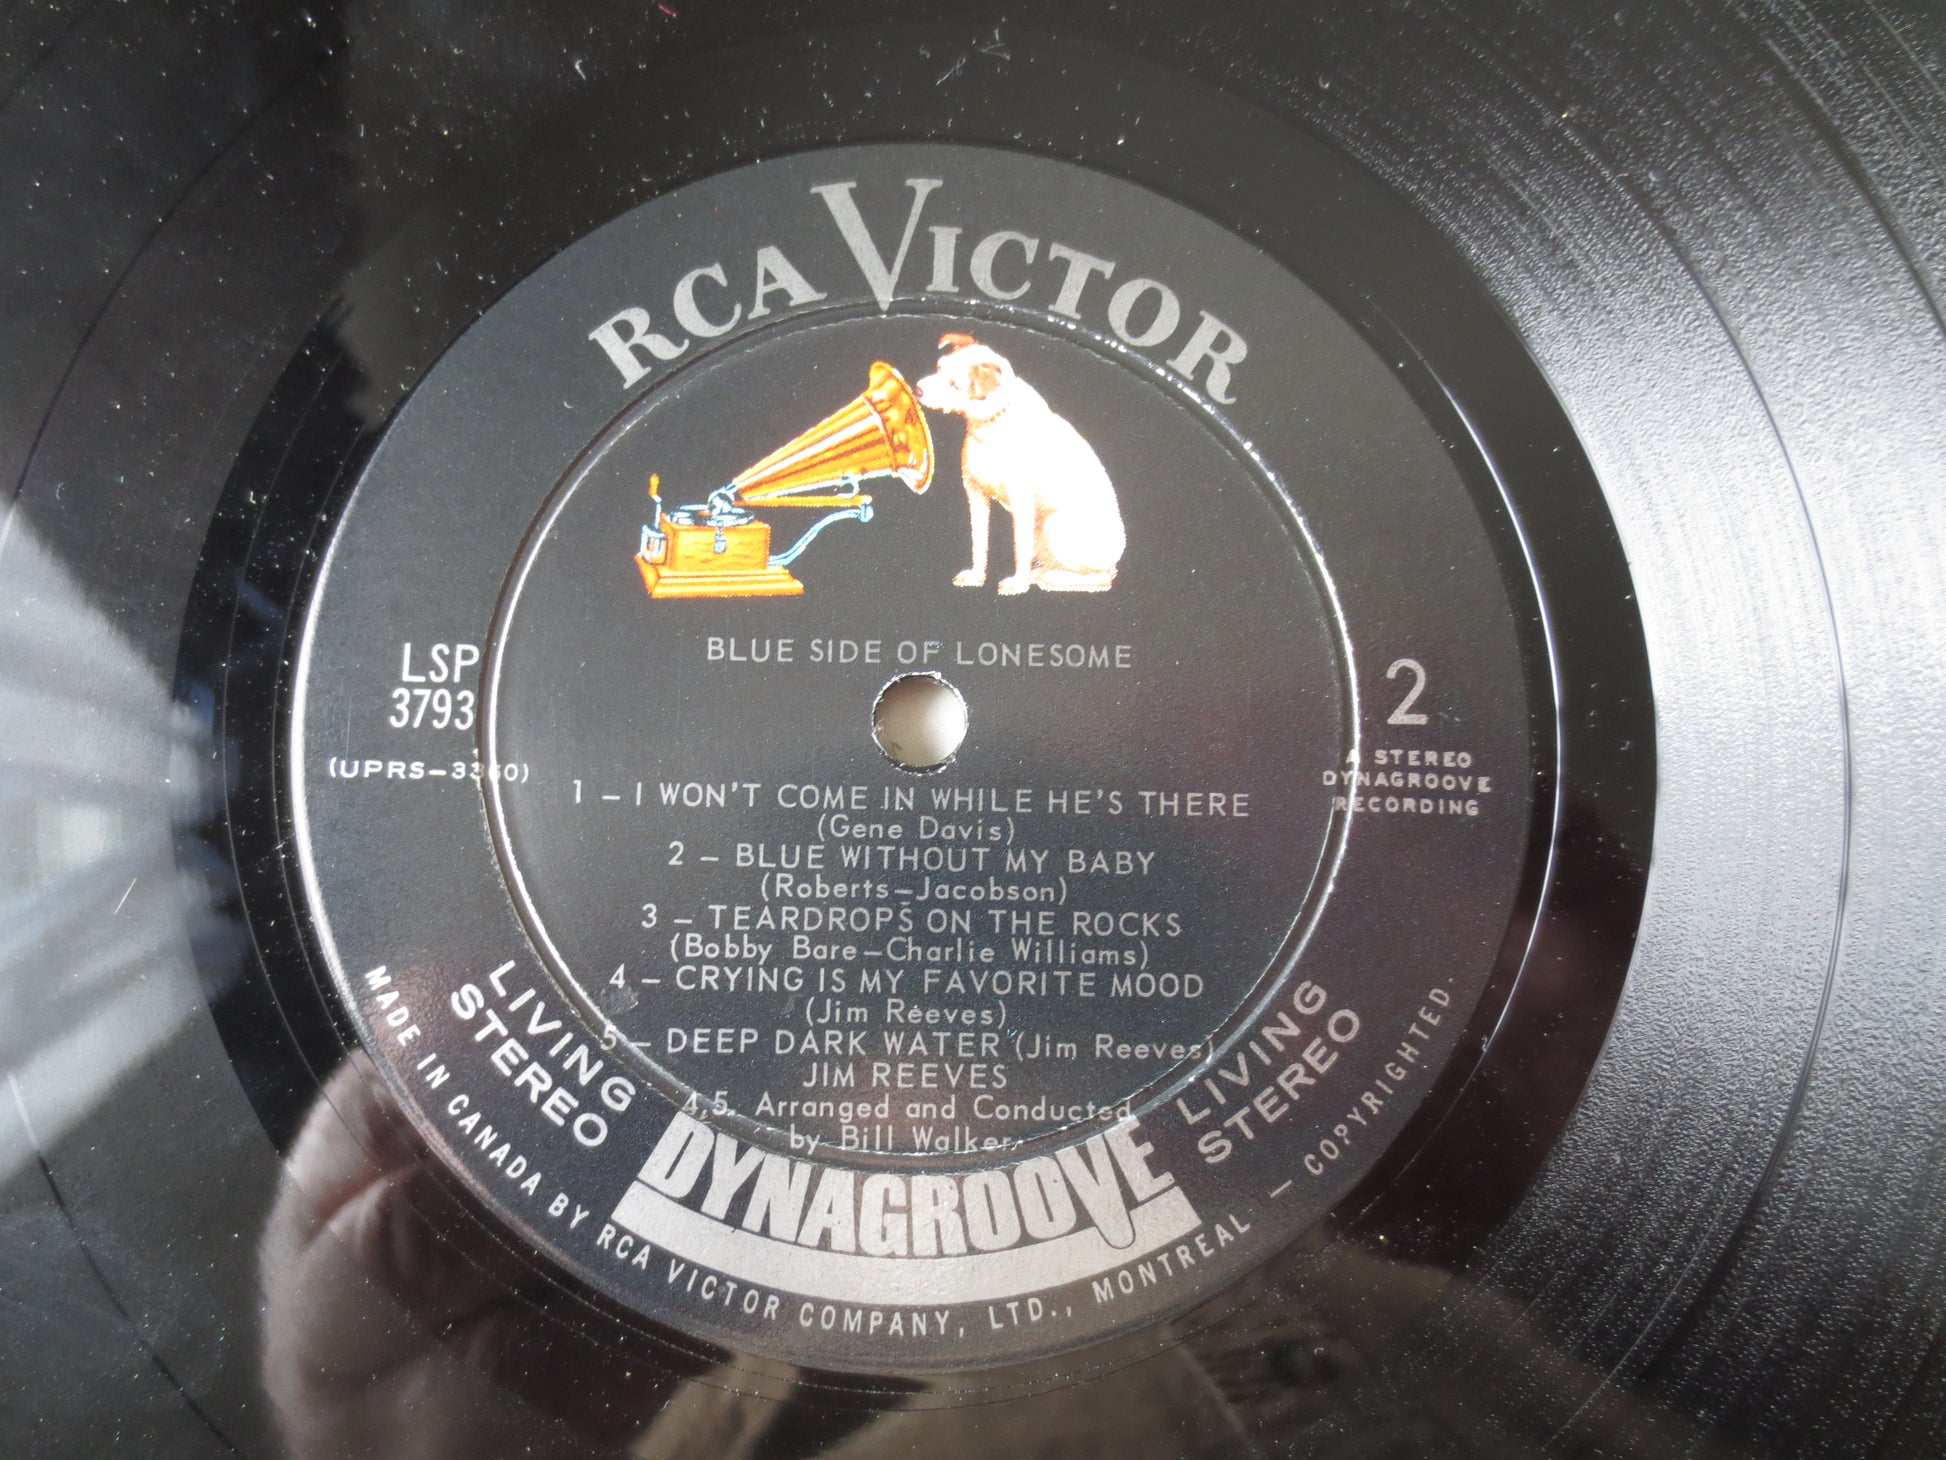 RCA VICTOR
BLUE SIDE OF LONESOME
LSP
3793
(UPRS-3360)
2
A STEREO
DYNAGROOVE
RECORDING
1 – I WON'T COME IN WHILE HE'S THERE
(Gene Davis)
2 – BLUE WITHOUT MY BABY
(Roberts–Jacobson)
3 – TEARDROPS ON THE ROCKS
(Bobby Bare–Charlie Williams)
4 – CRYING IS MY FAVORITE MOOD
(Jim Reeves)
5 – DEEP DARK WATER (Jim Reeves)
JIM REEVES
4,5. Arranged and Conducted
by Bill Walker
LIVING
STEREO
DYNAGROOVE
LIVING
STEREO
MADE IN CANADA BY RCA VICTOR COMPANY, LTD., MONTREAL – COPYRIGHTED.